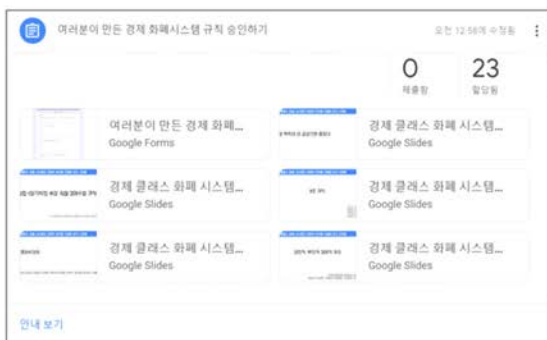 여러분이 만든 경제 화폐시스템 규칙 승인하기
오전 12:56에 수정됨
0
제출함
23
할당됨
여러분이 만든 경제 화폐...
Google Forms
경제 클래스 화폐 시스템...
Google Slides
경제 클래스 화폐 시스템...
Google Slides
경제 클래스 화폐 시스템...
Google Slides
경제 클래스 화폐 시스템...
Google Slides
경제 클래스 화폐 시스템...
Google Slides
안내 보기